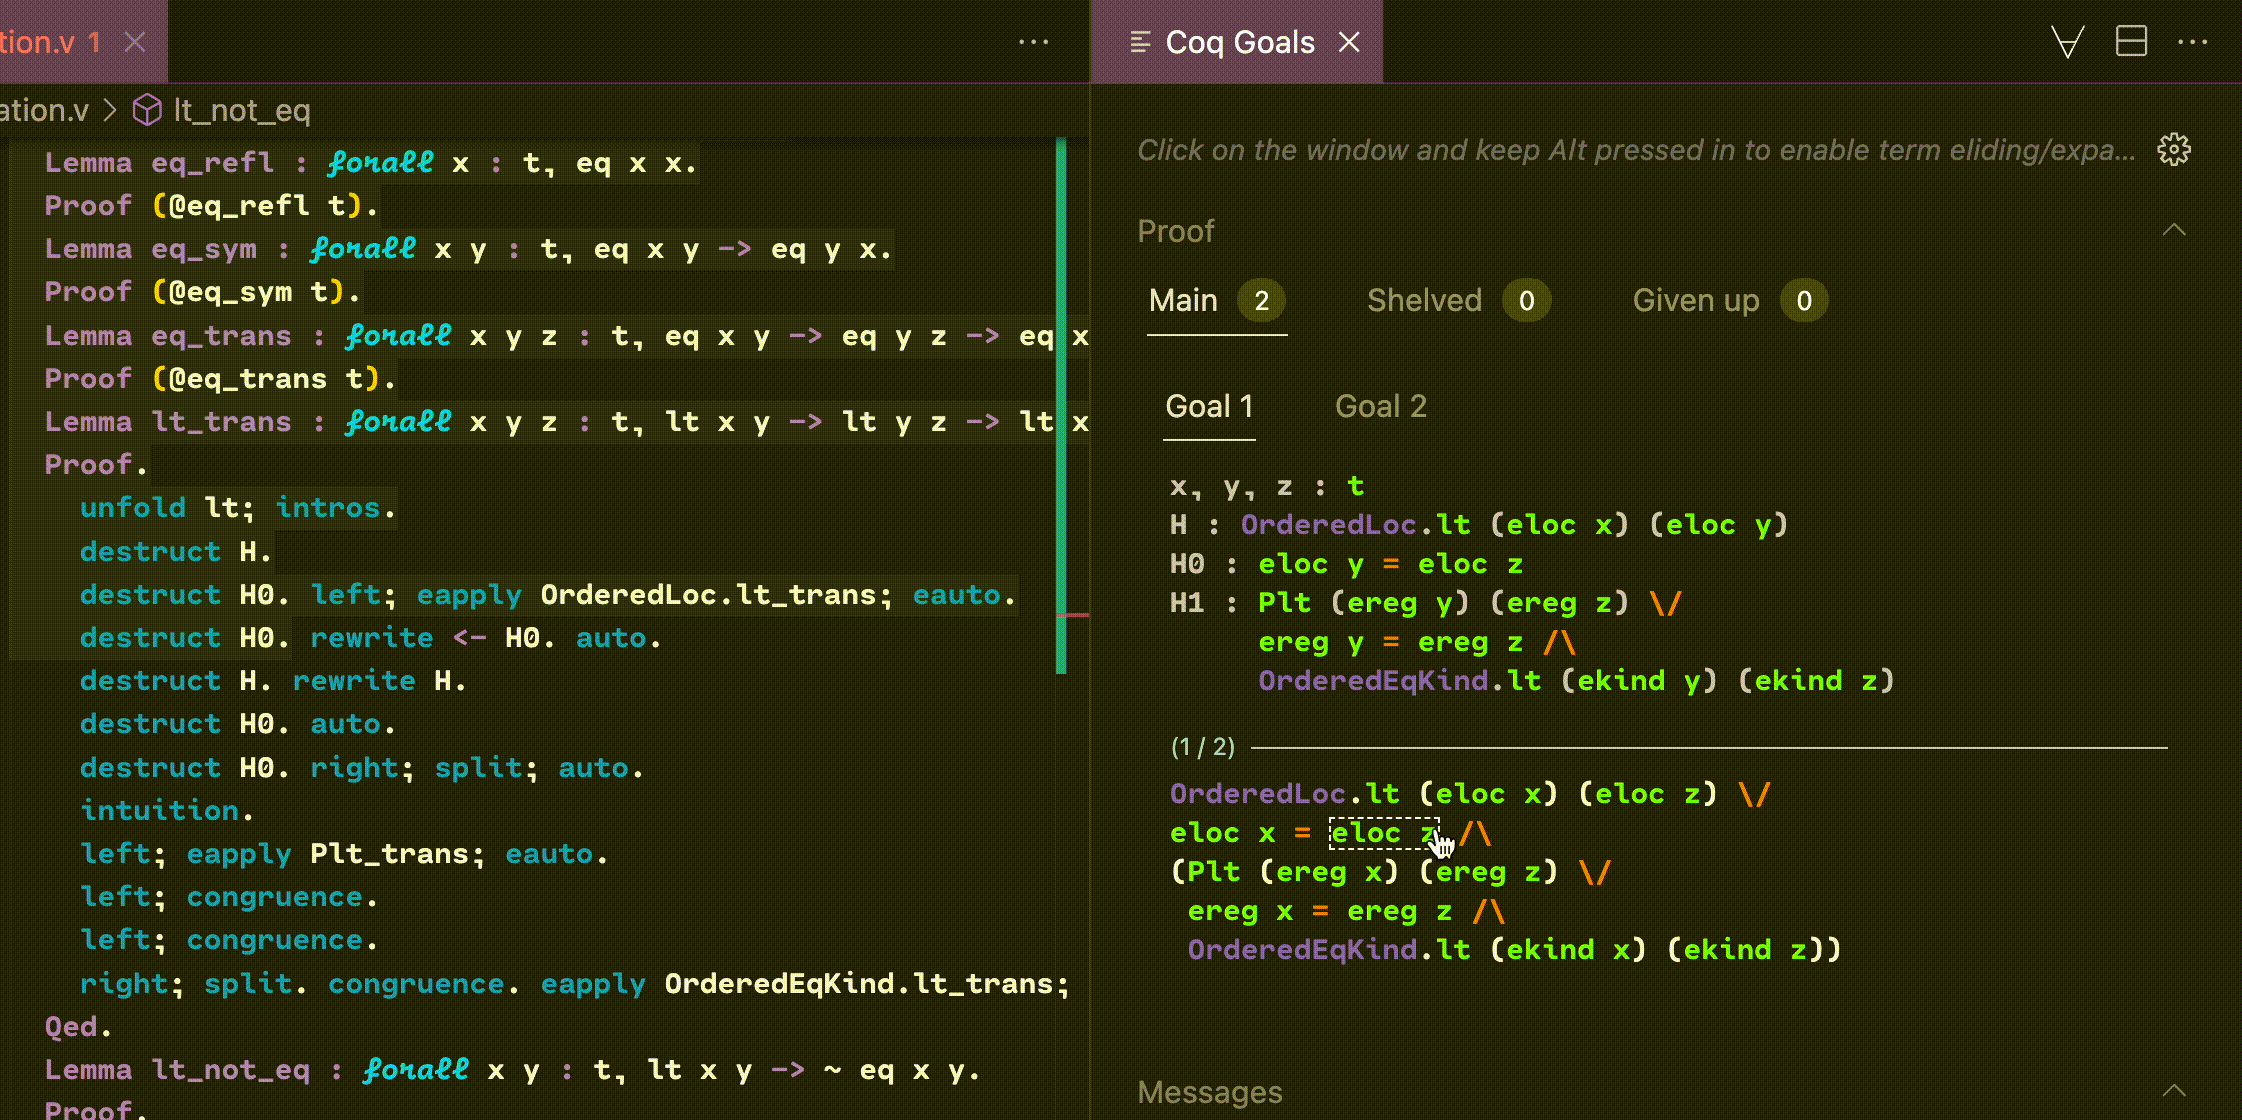 tion.v 1
ation.v > lt_not_eq
Lemma eq_refl : forall x : t, eq x x.
Proof (@eq_refl t).
Lemma eq_sym : forall x y : t, eq x y -> eq y x.
Proof (@eq_sym t).
Lemma eq_trans : forall x y z : t, eq x y -> eq y z -> eq x
Proof (@eq_trans t).
Lemma lt_trans : forall x y z : t, lt x y -> lt y z -> lt x
Proof.
unfold lt; intros.
destruct H.
destruct H0. left; eapply OrderedLoc.lt_trans; eauto.
destruct H0. rewrite <- H0. auto.
destruct H. rewrite H.
destruct H0. auto.
destruct H0. right; split; auto.
intuition.
left; eapply Plt_trans; eauto.
left; congruence.
left; congruence.
right; split. congruence. eapply OrderedEqKind.lt_trans;
Qed.
Lemma lt_not_eq : forall x y : t, lt x y -> ~ eq x y.
Proof.
Coq Goals
Click on the window and keep Alt pressed in to enable term eliding/expa...
Proof
Main 2 Shelved 0 Given up 0
Goal 1 Goal 2
x, y, z : t
H : OrderedLoc.lt (eloc x) (eloc y)
H0 : eloc y = eloc z
H1 : Plt (ereg y) (ereg z) \/
ereg y = ereg z /\
OrderedEqKind.lt (ekind y) (ekind z)
(1 / 2)
OrderedLoc.lt (eloc x) (eloc z) \/
eloc x = eloc z /\
(Plt (ereg x) (ereg z) \/
ereg x = ereg z /\
OrderedEqKind.lt (ekind x) (ekind z))
Messages